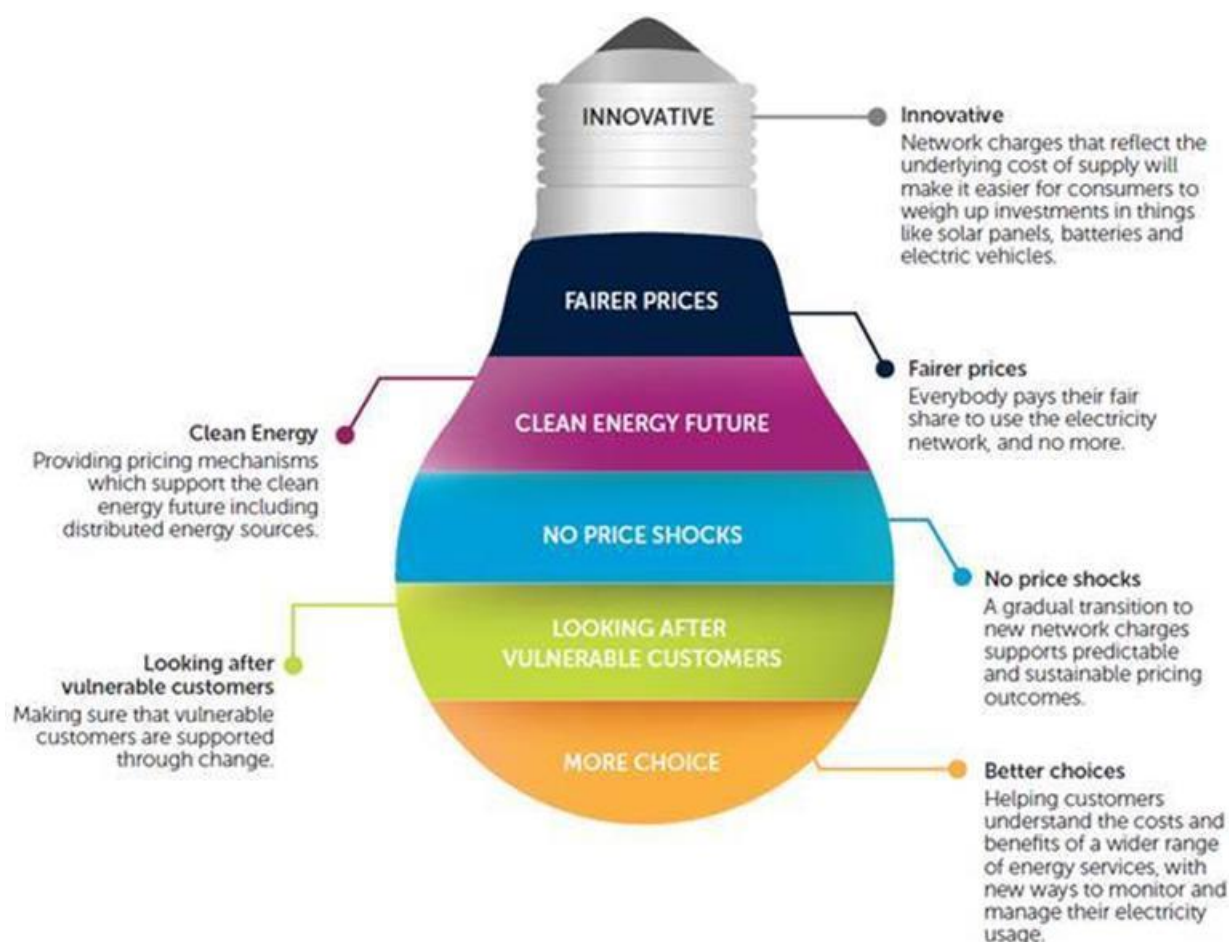 INNOVATIVE
Innovative
Network charges that reflect the
underlying cost of supply will
make it easier for consumers to
weigh up investments in things
like solar panels, batteries and
electric vehicles.
FAIRER PRICES
Fairer prices
Everybody pays their fair
share to use the electricity
network, and no more.
CLEAN ENERGY FUTURE
Clean Energy
Providing pricing mechanisms
which support the clean
energy future including
distributed energy sources.
NO PRICE SHOCKS
No price shocks
A gradual transition to
new network charges
supports predictable
and sustainable pricing
outcomes.
LOOKING AFTER
VULNERABLE CUSTOMERS
Looking after
vulnerable customers
Making sure that vulnerable
customers are supported
through change.
MORE CHOICE
Better choices
Helping customers
understand the costs and
benefits of a wider range
of energy services, with
new ways to monitor and
manage their electricity
usage.